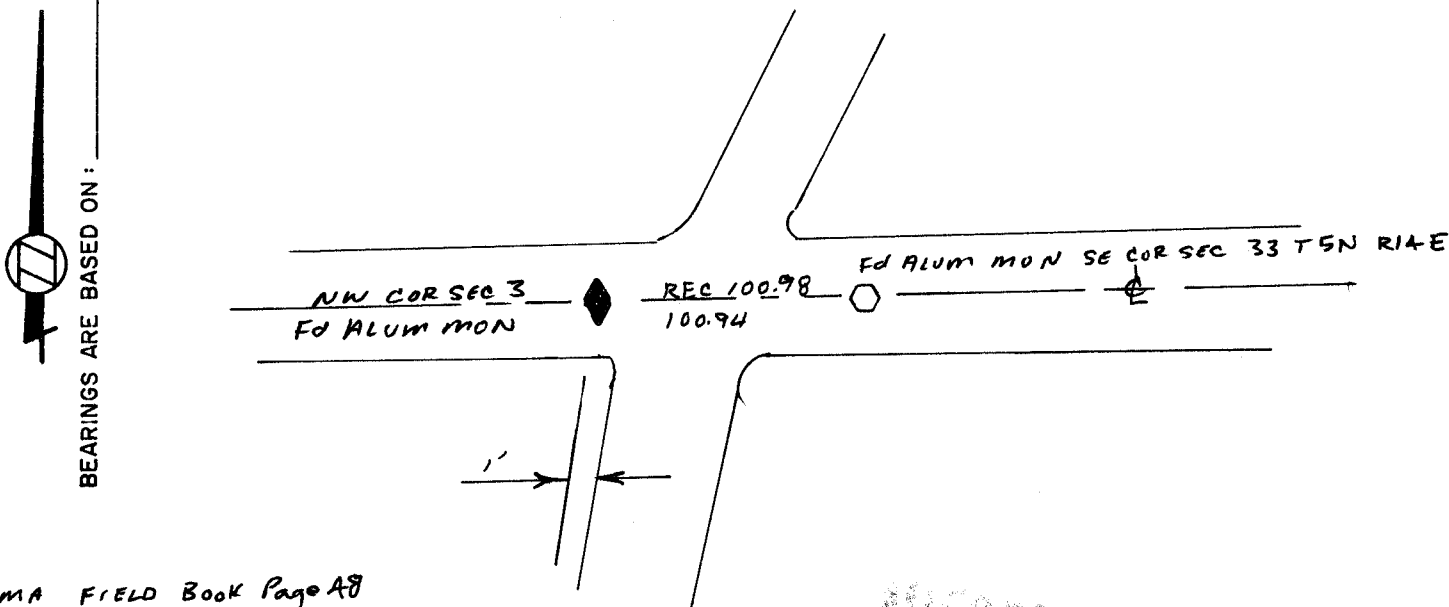 BEARINGS ARE BASED ON:
Fd ALUM MON SE COR SEC 33 T5N R14E
NW COR SEC 3
REC 100.98
Fd ALUM MON
100.94
℄
1'
FIELD BOOK Page A8